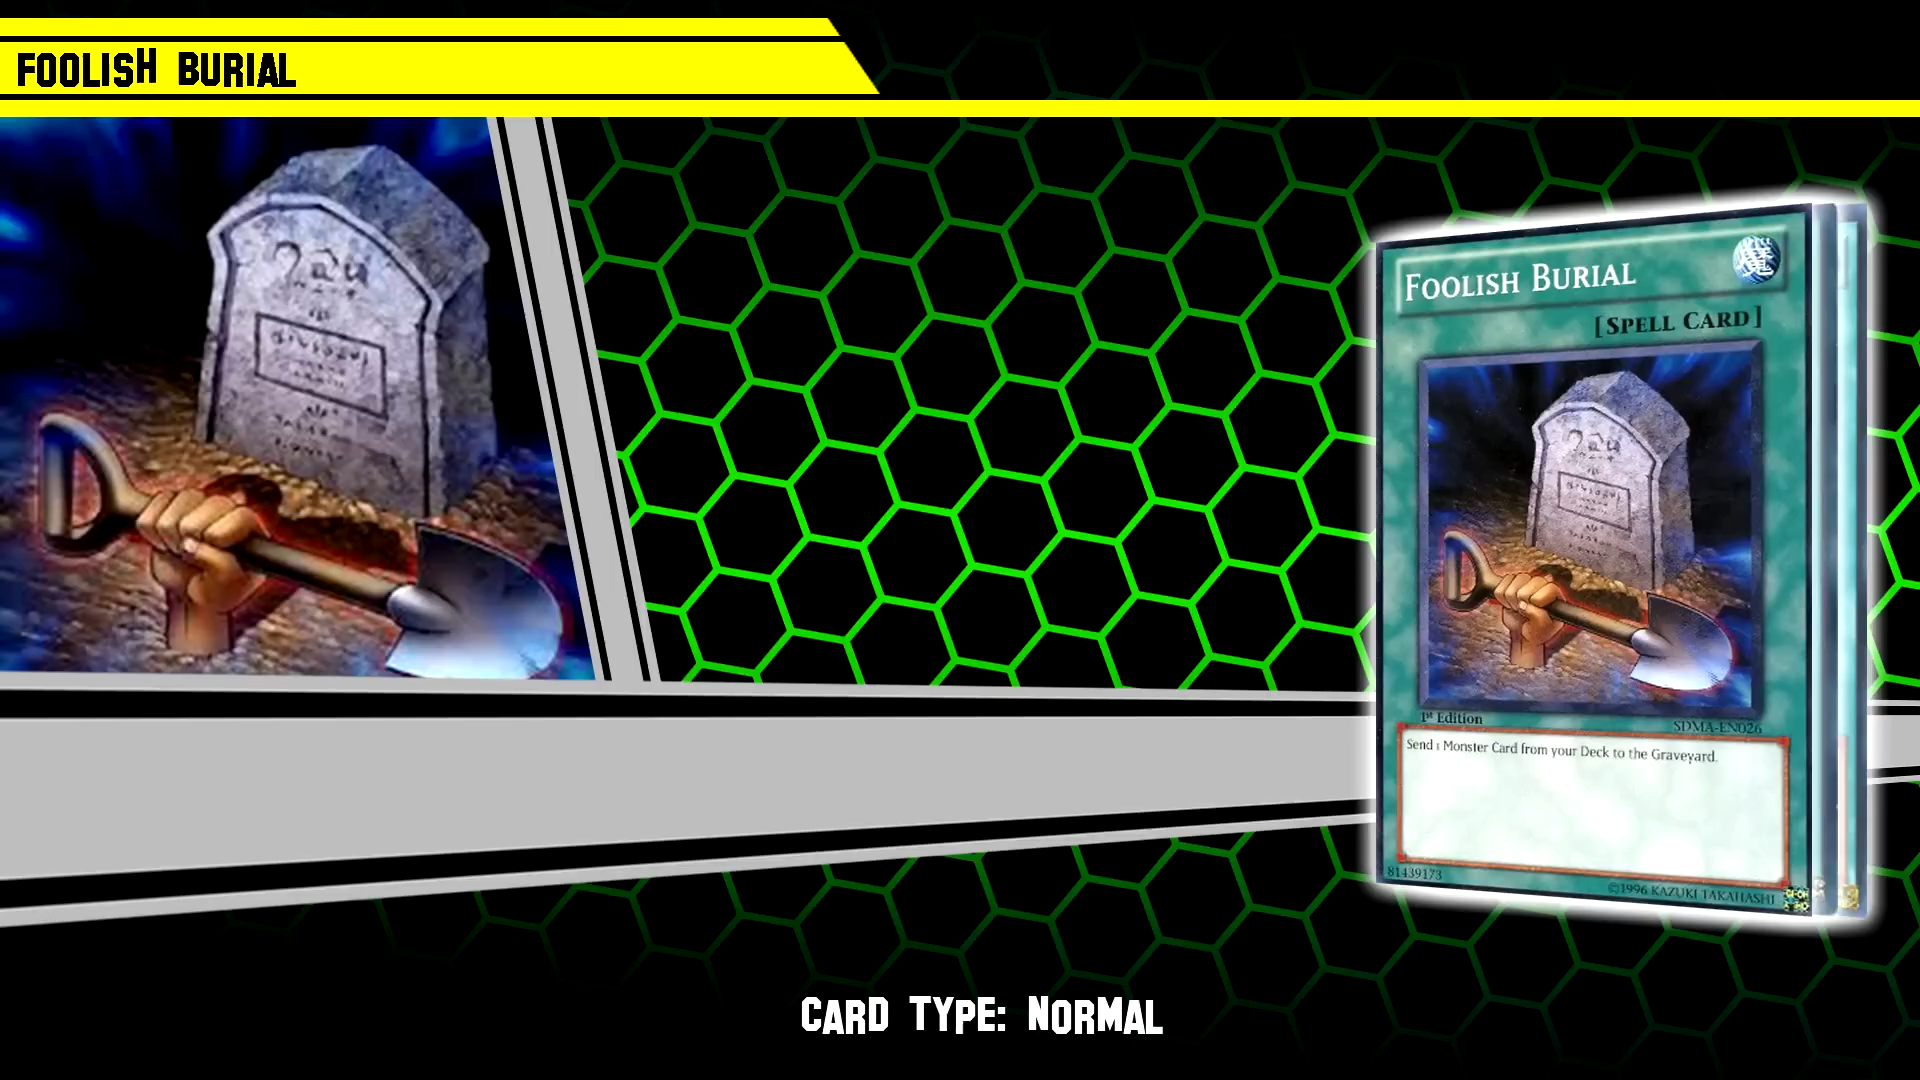 FOOLISH BURIAL
FOOLISH BURIAL
魔
[SPELL CARD]
1st Edition
SDMA-EN026
Send 1 Monster Card from your Deck to the Graveyard.
81439173
©1996 KAZUKI TAKAHASHI
CARD TYPE: NORMAL